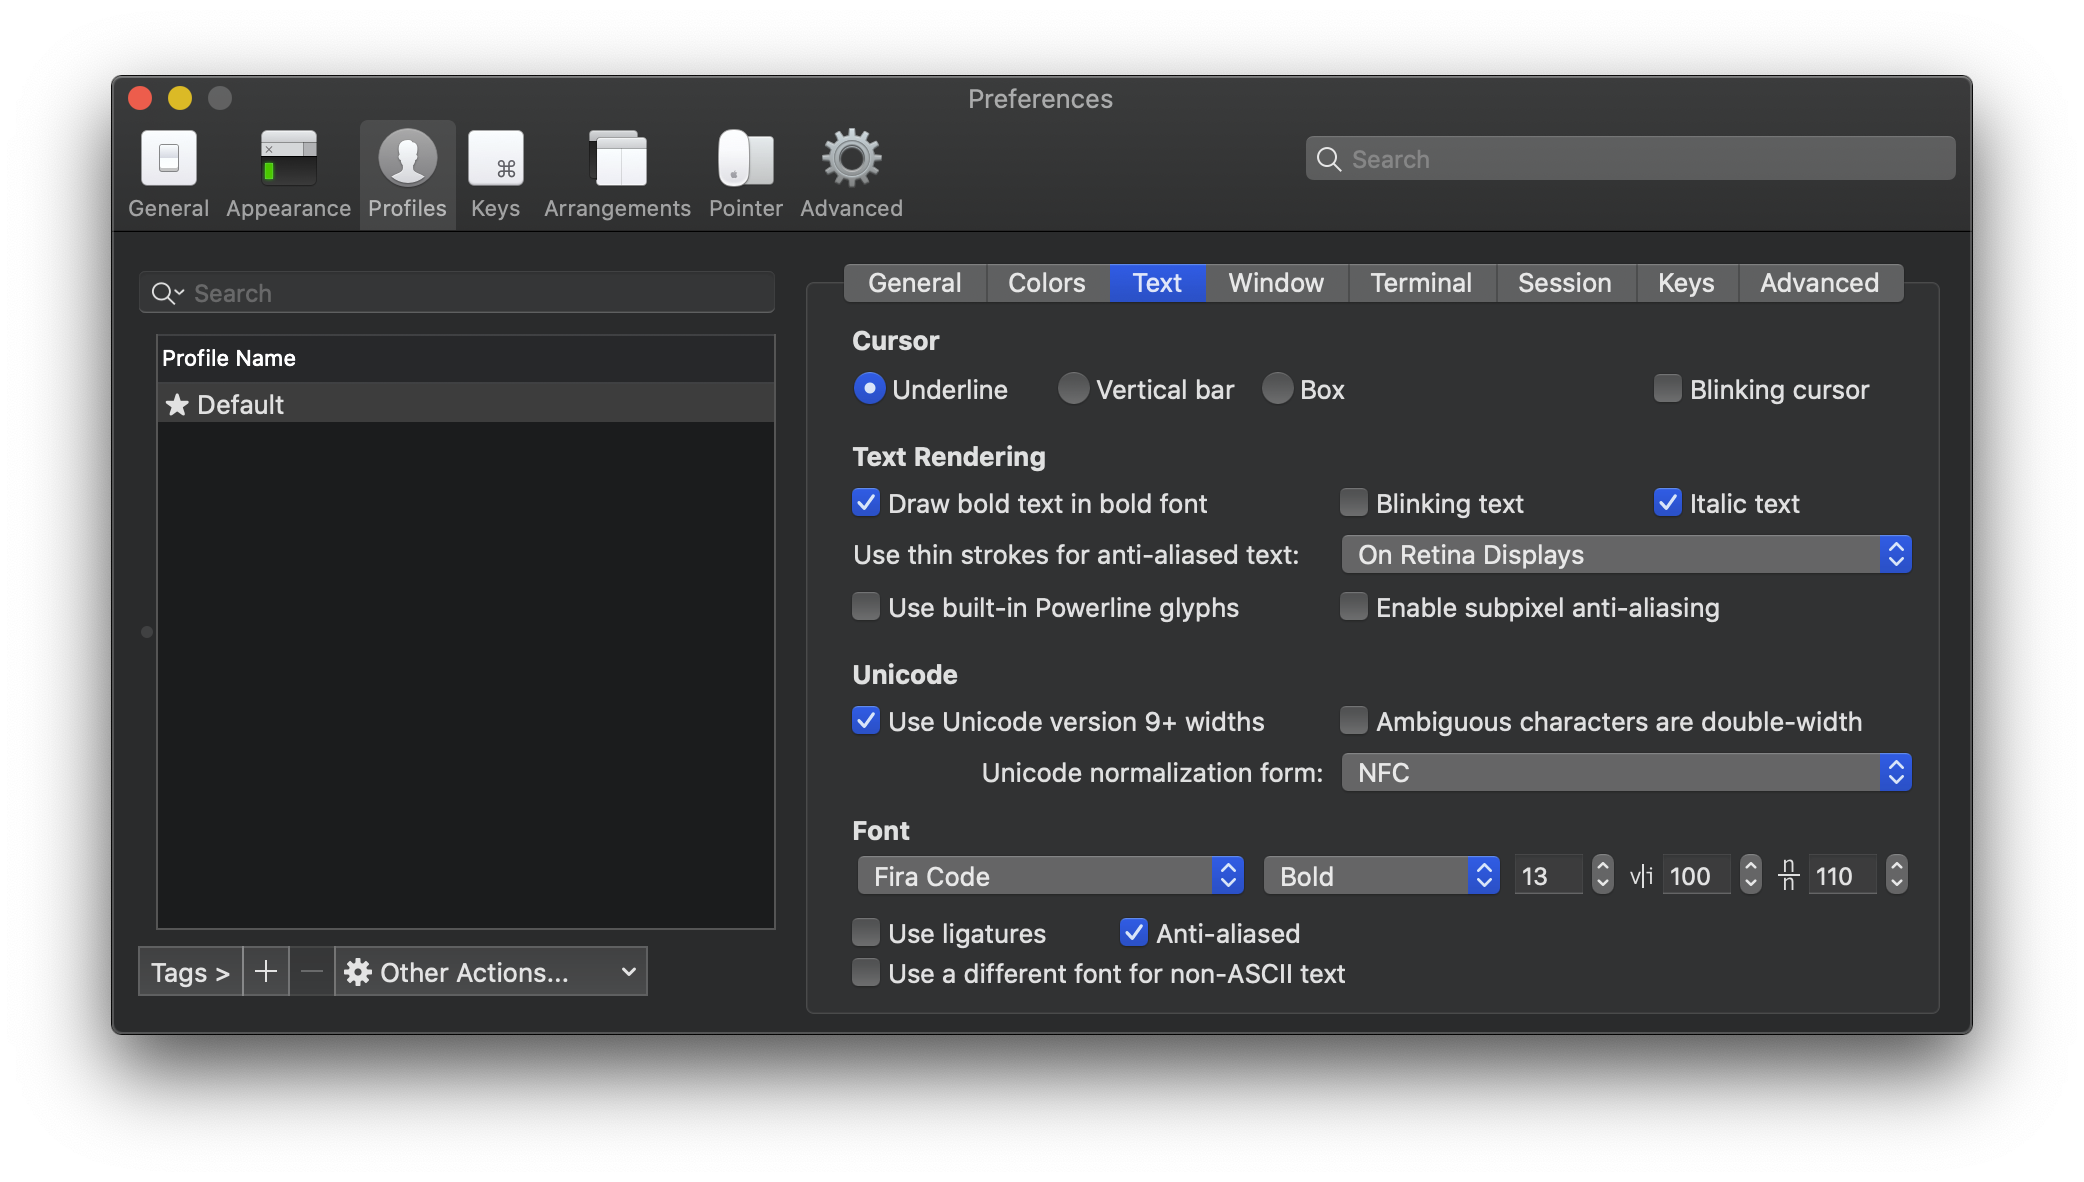 Preferences
General Appearance Profiles Keys Arrangements Pointer Advanced
Search
Search
Profile Name
Default
Tags > + − Other Actions...
General Colors Text Window Terminal Session Keys Advanced
Cursor
Underline Vertical bar Box Blinking cursor
Text Rendering
Draw bold text in bold font Blinking text Italic text
Use thin strokes for anti-aliased text: On Retina Displays
Use built-in Powerline glyphs Enable subpixel anti-aliasing
Unicode
Use Unicode version 9+ widths Ambiguous characters are double-width
Unicode normalization form: NFC
Font
Fira Code Bold 13 v|i 100 n/n 110
Use ligatures Anti-aliased
Use a different font for non-ASCII text